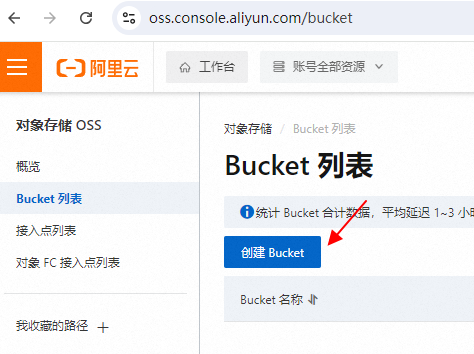 oss.console.aliyun.com/bucket
阿里云
工作台
账号全部资源
对象存储 OSS
对象存储 / Bucket 列表
概览
Bucket 列表
Bucket 列表
接入点列表
统计 Bucket 合计数据，平均延迟 1~3 小时
对象 FC 接入点列表
创建 Bucket
Bucket 名称
我收藏的路径